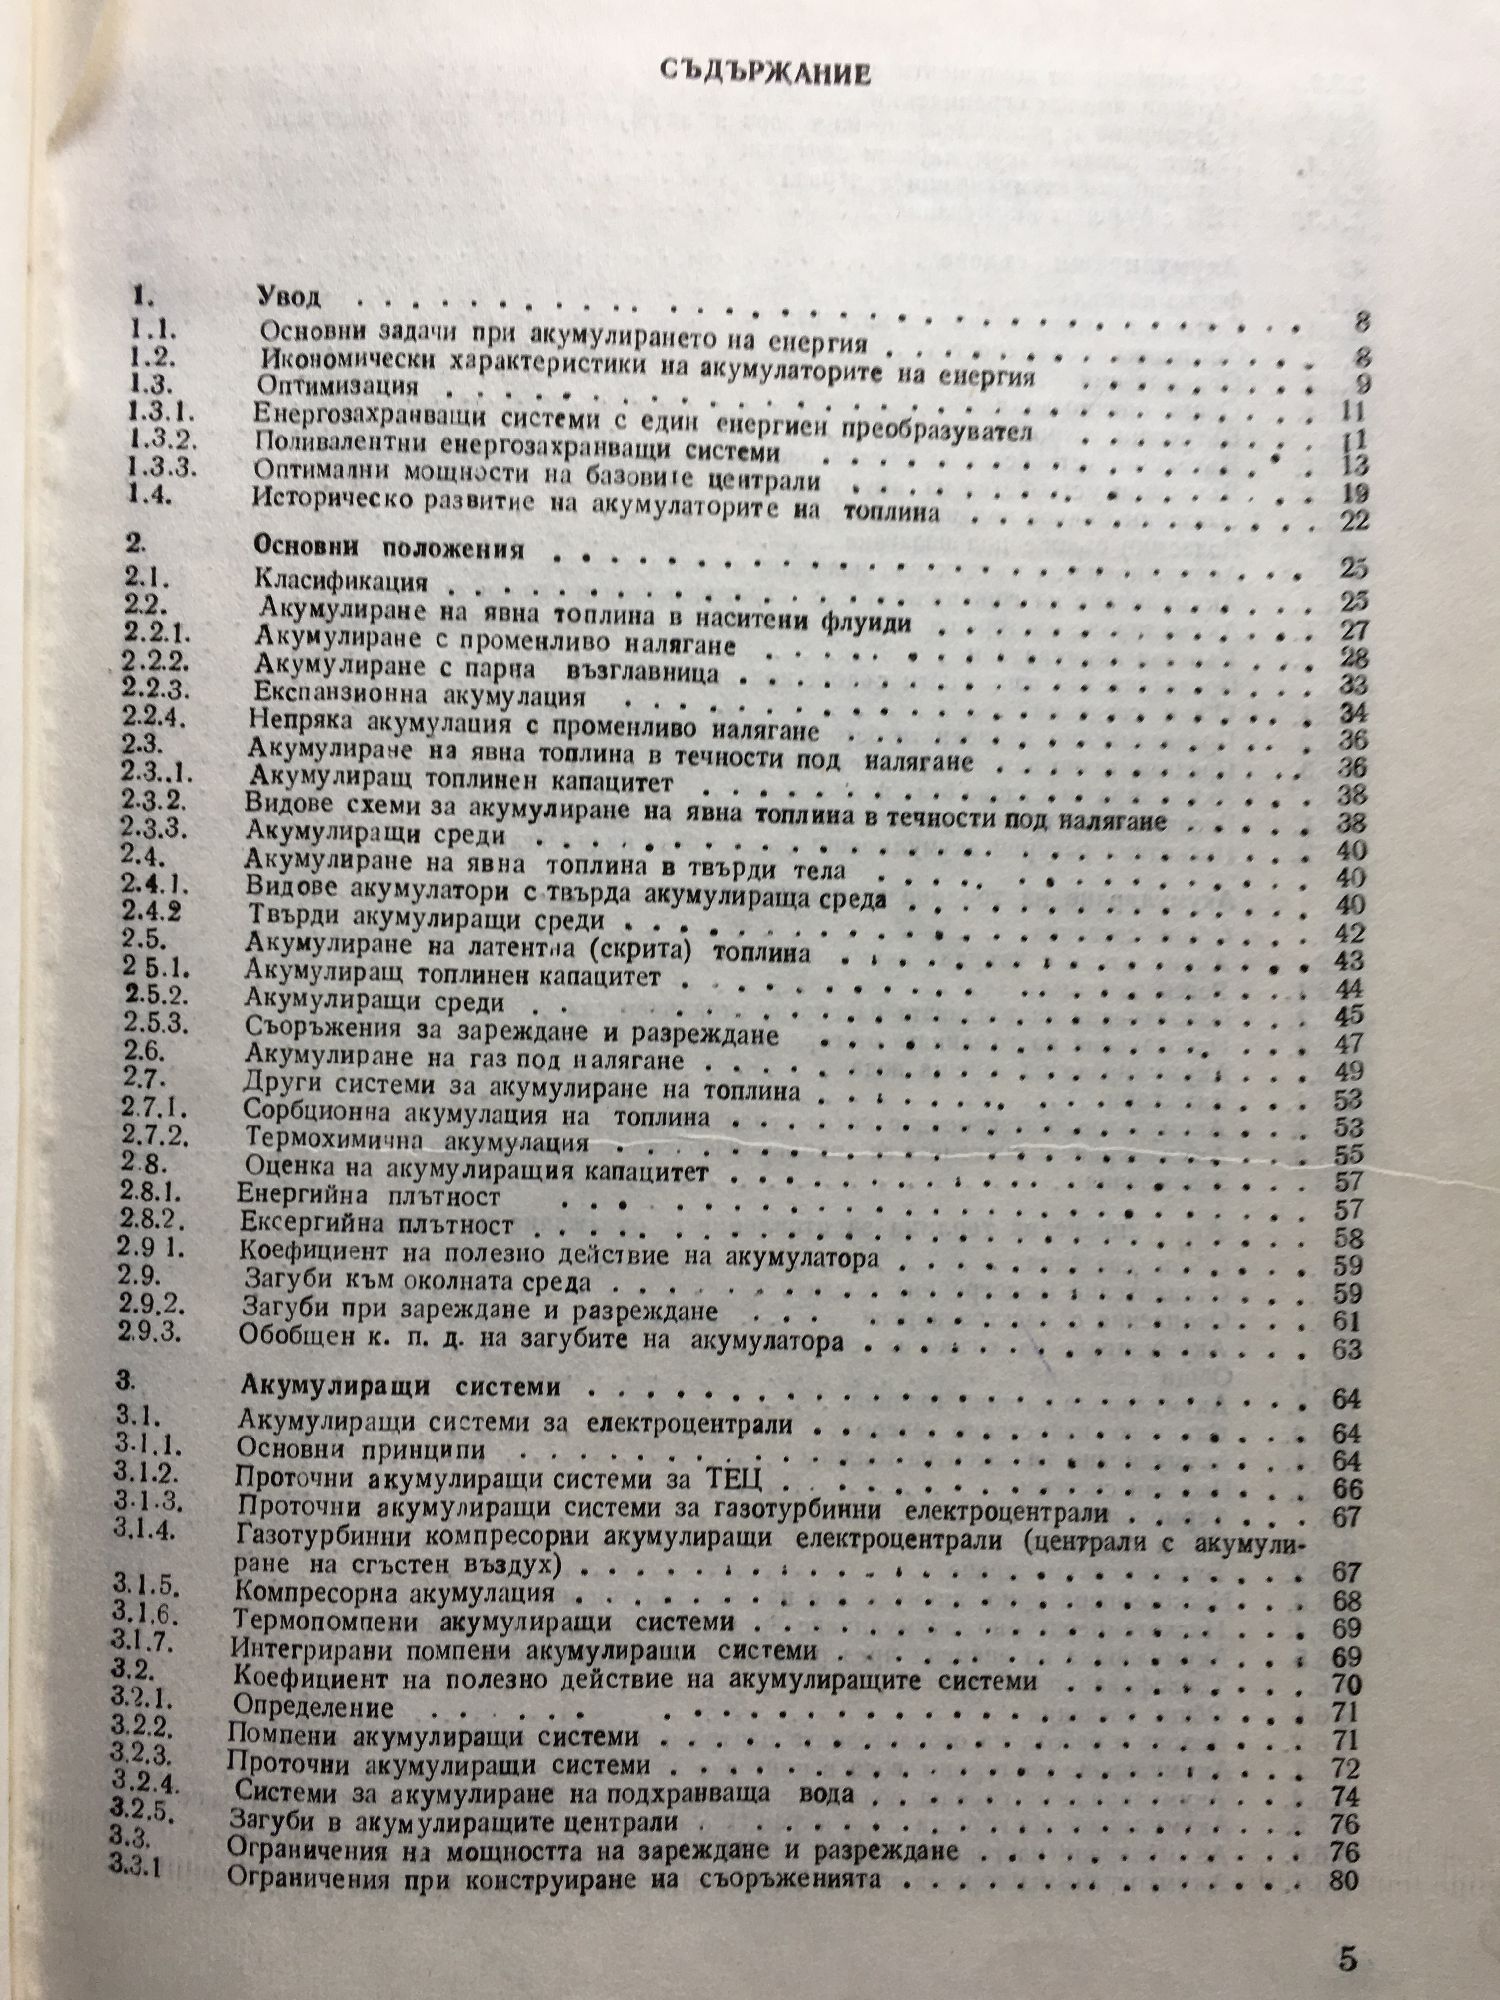 СЪДЪРЖАНИЕ
1. Увод . . . . . . . . . . 8
1.1. Основни задачи при акумулирането на енергия . . . . . . . . . . 8
1.2. Икономически характеристики на акумулаторите на енергия . . . . . . . . . . 9
1.3. Оптимизация . . . . . . . . . . 11
1.3.1. Енергозахранващи системи с един енергиен преобразувател . . . . . . . . . . 11
1.3.2. Поливалентни енергозахранващи системи . . . . . . . . . . 13
1.3.3. Оптимални мощности на базовите централи . . . . . . . . . . 19
1.4. Историческо развитие на акумулаторите на топлина . . . . . . . . . . 22
2. Основни положения . . . . . . . . . . 25
2.1. Класификация . . . . . . . . . . 25
2.2. Акумулиране на явна топлина в наситени флуиди . . . . . . . . . . 27
2.2.1. Акумулиране с променливо налягане . . . . . . . . . . 28
2.2.2. Акумулиране с парна възглавница . . . . . . . . . . 33
2.2.3. Експанзионна акумулация . . . . . . . . . . 34
2.2.4. Непряка акумулация с променливо налягане . . . . . . . . . . 36
2.3. Акумулиране на явна топлина в течности под налягане . . . . . . . . . . 36
2.3..1. Акумулиращ топлинен капацитет . . . . . . . . . . 38
2.3.2. Видове схеми за акумулиране на явна топлина в течности под налягане . . . . . 38
2.3.3. Акумулиращи среди . . . . . . . . . . 40
2.4. Акумулиране на явна топлина в твърди тела . . . . . . . . . . 40
2.4.1. Видове акумулатори с твърда акумулираща среда . . . . . . . . . . 40
2.4.2 Твърди акумулиращи среди . . . . . . . . . . 42
2.5. Акумулиране на латентна (скрита) топлина . . . . . . . . . . 43
2 5.1. Акумулиращ топлинен капацитет . . . . . . . . . . 44
2.5.2. Акумулиращи среди . . . . . . . . . . 45
2.5.3. Съоръжения за зареждане и разреждане . . . . . . . . . . 47
2.6. Акумулиране на газ под налягане . . . . . . . . . . 49
2.7. Други системи за акумулиране на топлина . . . . . . . . . . 53
2.7.1. Сорбционна акумулация на топлина . . . . . . . . . . 53
2.7.2. Термохимична акумулация . . . . . . . . . . 55
2.8. Оценка на акумулиращия капацитет . . . . . . . . . . 57
2.8.1. Енергийна плътност . . . . . . . . . . 57
2.8.2. Ексергийна плътност . . . . . . . . . . 58
2.9 1. Коефициент на полезно действие на акумулатора . . . . . . . . . . 59
2.9. Загуби към околната среда . . . . . . . . . . 59
2.9.2. Загуби при зареждане и разреждане . . . . . . . . . . 61
2.9.3. Обобщен к. п. д. на загубите на акумулатора . . . . . . . . . . 63
3. Акумулиращи системи . . . . . . . . . . 64
3.1. Акумулиращи системи за електроцентрали . . . . . . . . . . 64
3.1.1. Основни принципи . . . . . . . . . . 64
3.1.2. Проточни акумулиращи системи за ТЕЦ . . . . . . . . . . 66
3.1.3. Проточни акумулиращи системи за газотурбинни електроцентрали . . . . . . . 67
3.1.4. Газотурбинни компресорни акумулиращи електроцентрали (централи с акумули-
ране на сгъстен въздух) . . . . . . . . . . 67
3.1.5. Компресорна акумулация . . . . . . . . . . 68
3.1.6. Термопомпени акумулиращи системи . . . . . . . . . . 69
3.1.7. Интегрирани помпени акумулиращи системи . . . . . . . . . . 69
3.2. Коефициент на полезно действие на акумулиращите системи . . . . . . . . . . 70
3.2.1. Определение . . . . . . . . . . 71
3.2.2. Помпени акумулиращи системи . . . . . . . . . . 71
3.2.3. Проточни акумулиращи системи . . . . . . . . . . 72
3.2.4. Системи за акумулиране на подхранваща вода . . . . . . . . . . 74
3.2.5. Загуби в акумулиращите централи . . . . . . . . . . 76
3.3. Ограничения на мощността на зареждане и разреждане . . . . . . . . . . 76
3.3.1 Ограничения при конструиране на съоръженията . . . . . . . . . . 80
5